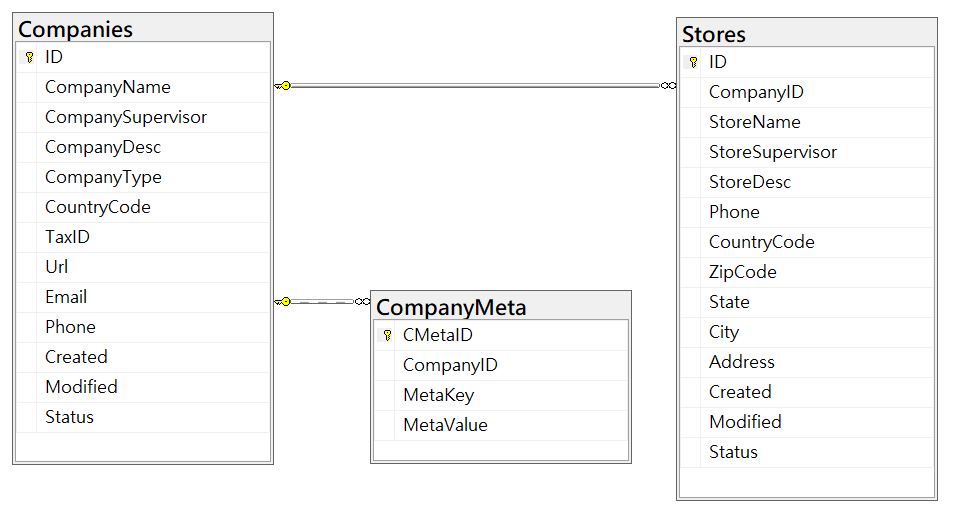 Companies
ID
CompanyName
CompanySupervisor
CompanyDesc
CompanyType
CountryCode
TaxID
Url
Email
Phone
Created
Modified
Status
CompanyMeta
CMetaID
CompanyID
MetaKey
MetaValue
Stores
ID
CompanyID
StoreName
StoreSupervisor
StoreDesc
Phone
CountryCode
ZipCode
State
City
Address
Created
Modified
Status